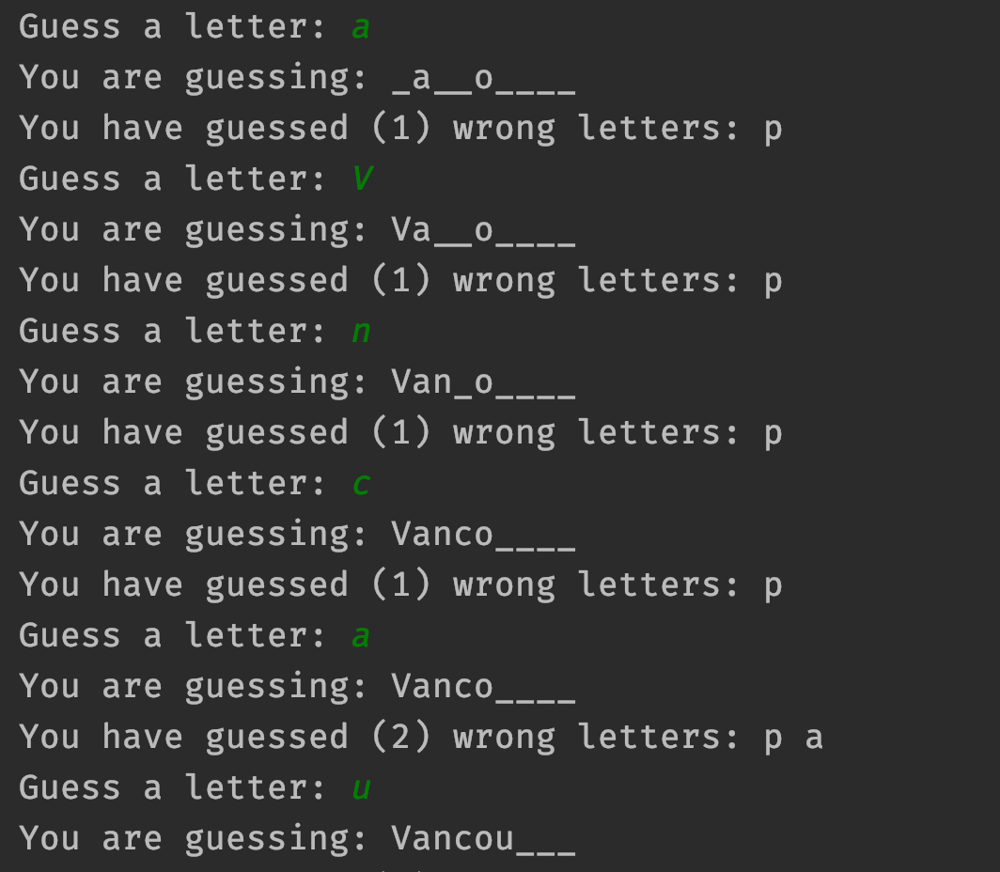 Guess a letter: a
You are guessing: _a__o____
You have guessed (1) wrong letters: p
Guess a letter: V
You are guessing: Va__o____
You have guessed (1) wrong letters: p
Guess a letter: n
You are guessing: Van_o____
You have guessed (1) wrong letters: p
Guess a letter: c
You are guessing: Vanco____
You have guessed (1) wrong letters: p
Guess a letter: a
You are guessing: Vanco____
You have guessed (2) wrong letters: p a
Guess a letter: u
You are guessing: Vancou___